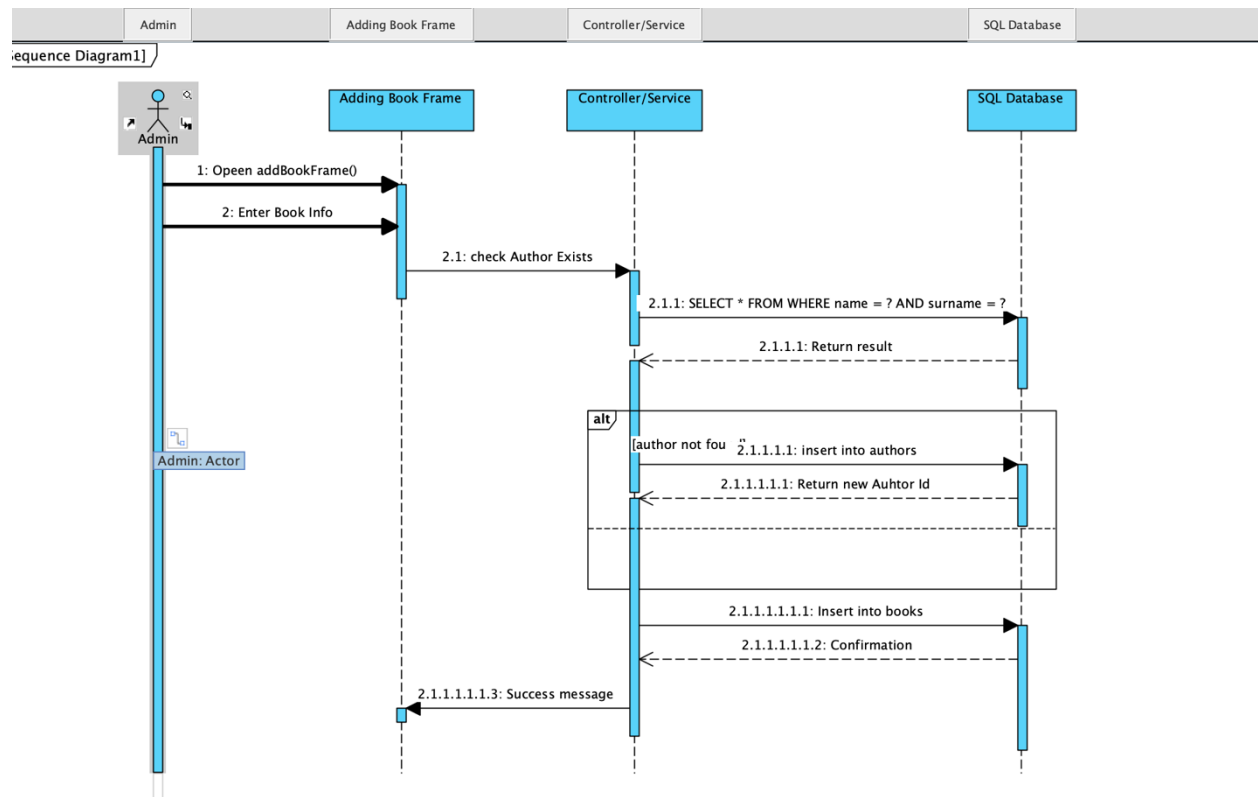 Admin
Adding Book Frame
Controller/Service
SQL Database
equence Diagram1]
Admin
Adding Book Frame
Controller/Service
SQL Database
1: Opeen addBookFrame()
2: Enter Book Info
2.1: check Author Exists
2.1.1: SELECT * FROM WHERE name = ? AND surname = ?
2.1.1.1: Return result
alt
[author not fou
2.1.1.1.1: insert into authors
Admin: Actor
2.1.1.1.1.1: Return new Auhtor Id
2.1.1.1.1.1.1: Insert into books
2.1.1.1.1.1.2: Confirmation
2.1.1.1.1.1.3: Success message